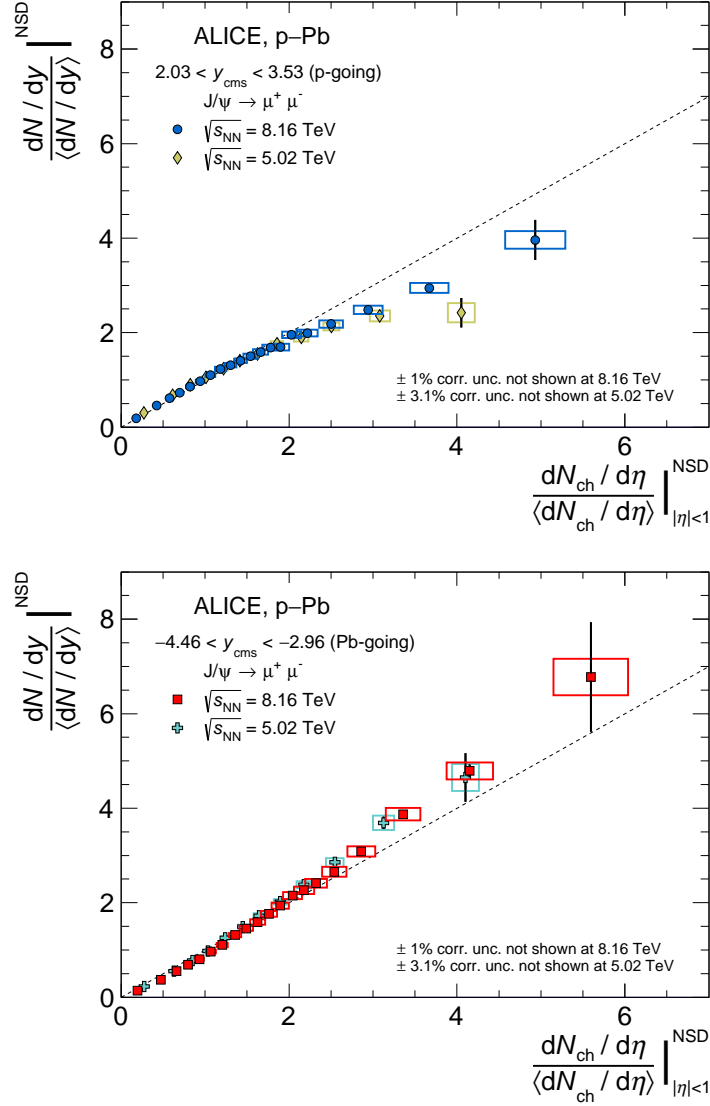 dN / dy
⟨dN / dy⟩
NSD
8
6
4
2
0
ALICE, p–Pb
2.03 < y_cms < 3.53 (p-going)
J/ψ → μ⁺ μ⁻
√s_NN = 8.16 TeV
√s_NN = 5.02 TeV
± 1% corr. unc. not shown at 8.16 TeV
± 3.1% corr. unc. not shown at 5.02 TeV
0 2 4 6
dN_ch / dη
⟨dN_ch / dη⟩
NSD
|η|<1
dN / dy
⟨dN / dy⟩
NSD
8
6
4
2
0
ALICE, p–Pb
−4.46 < y_cms < −2.96 (Pb-going)
J/ψ → μ⁺ μ⁻
√s_NN = 8.16 TeV
√s_NN = 5.02 TeV
± 1% corr. unc. not shown at 8.16 TeV
± 3.1% corr. unc. not shown at 5.02 TeV
0 2 4 6
dN_ch / dη
⟨dN_ch / dη⟩
NSD
|η|<1